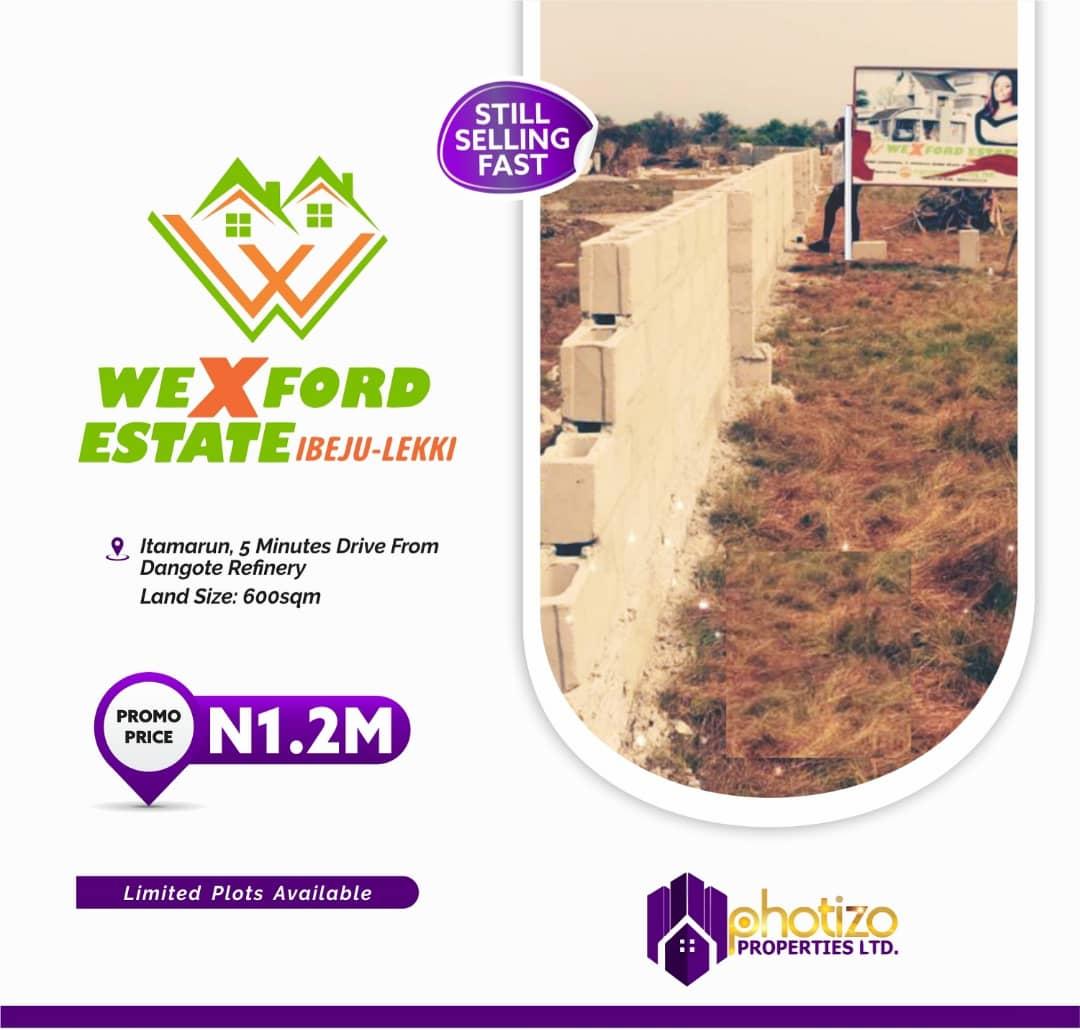 STILL
SELLING
FAST
WEXFORD ESTATE
WEXFORD
ESTATE IBEJU-LEKKI
Itamarun, 5 Minutes Drive From
Dangote Refinery
Land Size: 600sqm
PROMO
PRICE
N1.2M
Limited Plots Available
photizo
PROPERTIES LTD.